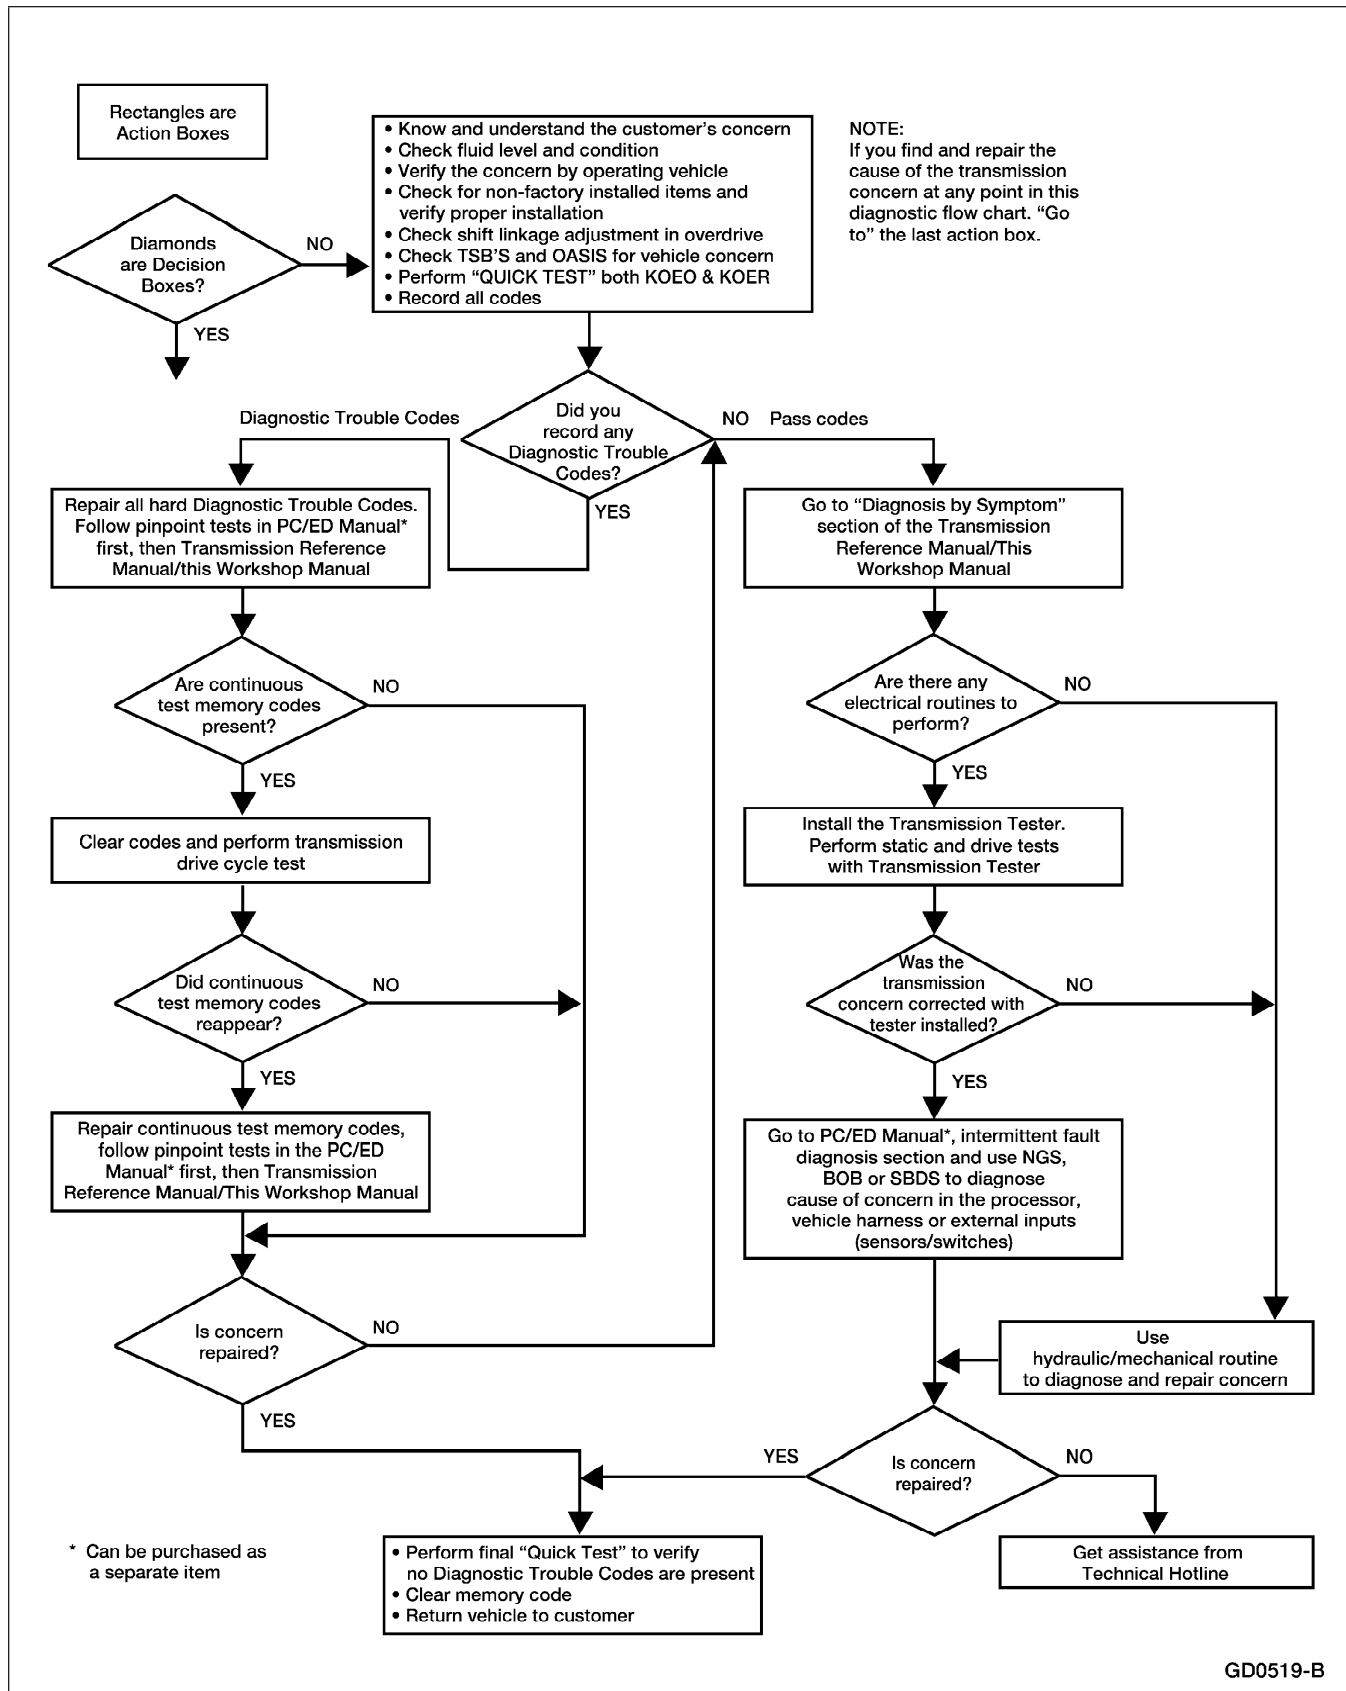 Rectangles are
Action Boxes
Diamonds
are Decision
Boxes?
NO
YES
• Know and understand the customer's concern
• Check fluid level and condition
• Verify the concern by operating vehicle
• Check for non-factory installed items and
verify proper installation
• Check shift linkage adjustment in overdrive
• Check TSB'S and OASIS for vehicle concern
• Perform “QUICK TEST” both KOEO & KOER
• Record all codes
NOTE:
If you find and repair the
cause of the transmission
concern at any point in this
diagnostic flow chart. “Go
to” the last action box.
Did you
record any
Diagnostic Trouble
Codes?
Diagnostic Trouble Codes
YES
NO Pass codes
Repair all hard Diagnostic Trouble Codes.
Follow pinpoint tests in PC/ED Manual*
first, then Transmission Reference
Manual/this Workshop Manual
Are continuous
test memory codes
present?
NO
YES
Clear codes and perform transmission
drive cycle test
Did continuous
test memory codes
reappear?
NO
YES
Repair continuous test memory codes,
follow pinpoint tests in the PC/ED
Manual* first, then Transmission
Reference Manual/This Workshop Manual
Is concern
repaired?
NO
YES
Go to “Diagnosis by Symptom”
section of the Transmission
Reference Manual/This
Workshop Manual
Are there any
electrical routines to
perform?
NO
YES
Install the Transmission Tester.
Perform static and drive tests
with Transmission Tester
Was the
transmission
concern corrected with
tester installed?
NO
YES
Go to PC/ED Manual*, intermittent fault
diagnosis section and use NGS,
BOB or SBDS to diagnose
cause of concern in the processor,
vehicle harness or external inputs
(sensors/switches)
Use
hydraulic/mechanical routine
to diagnose and repair concern
Is concern
repaired?
YES
NO
* Can be purchased as
a separate item
• Perform final “Quick Test” to verify
no Diagnostic Trouble Codes are present
• Clear memory code
• Return vehicle to customer
Get assistance from
Technical Hotline
GD0519-B